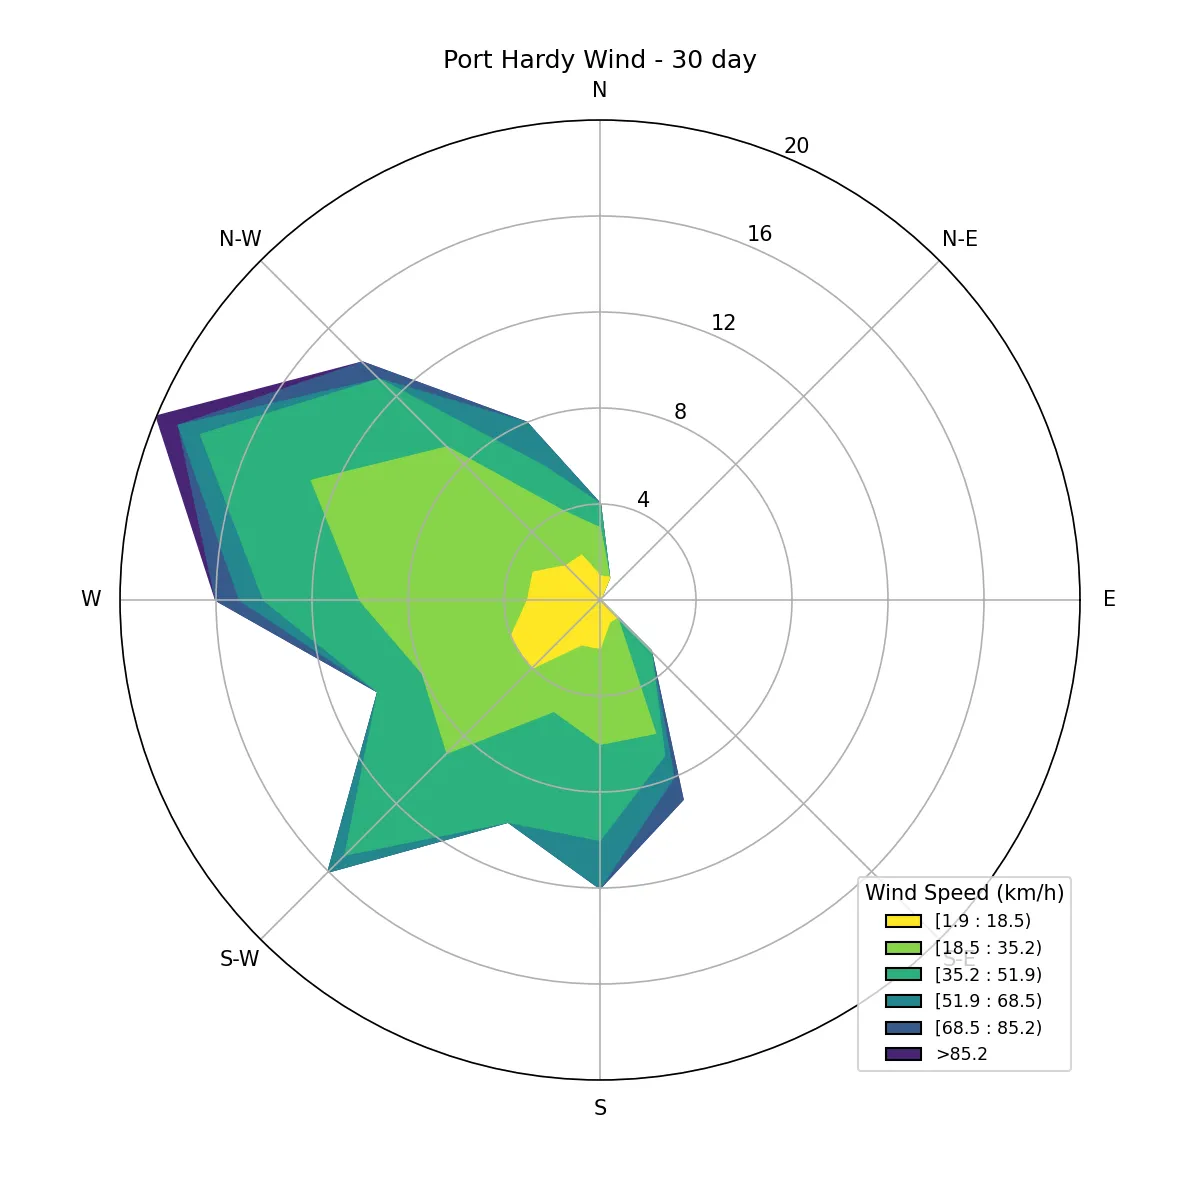 Port Hardy Wind - 30 day
N
20
N-W
N-E
16
12
8
4
W
E
S-W
S-E
S
Wind Speed (km/h)
[1.9 : 18.5)
[18.5 : 35.2)
[35.2 : 51.9)
[51.9 : 68.5)
[68.5 : 85.2)
>85.2